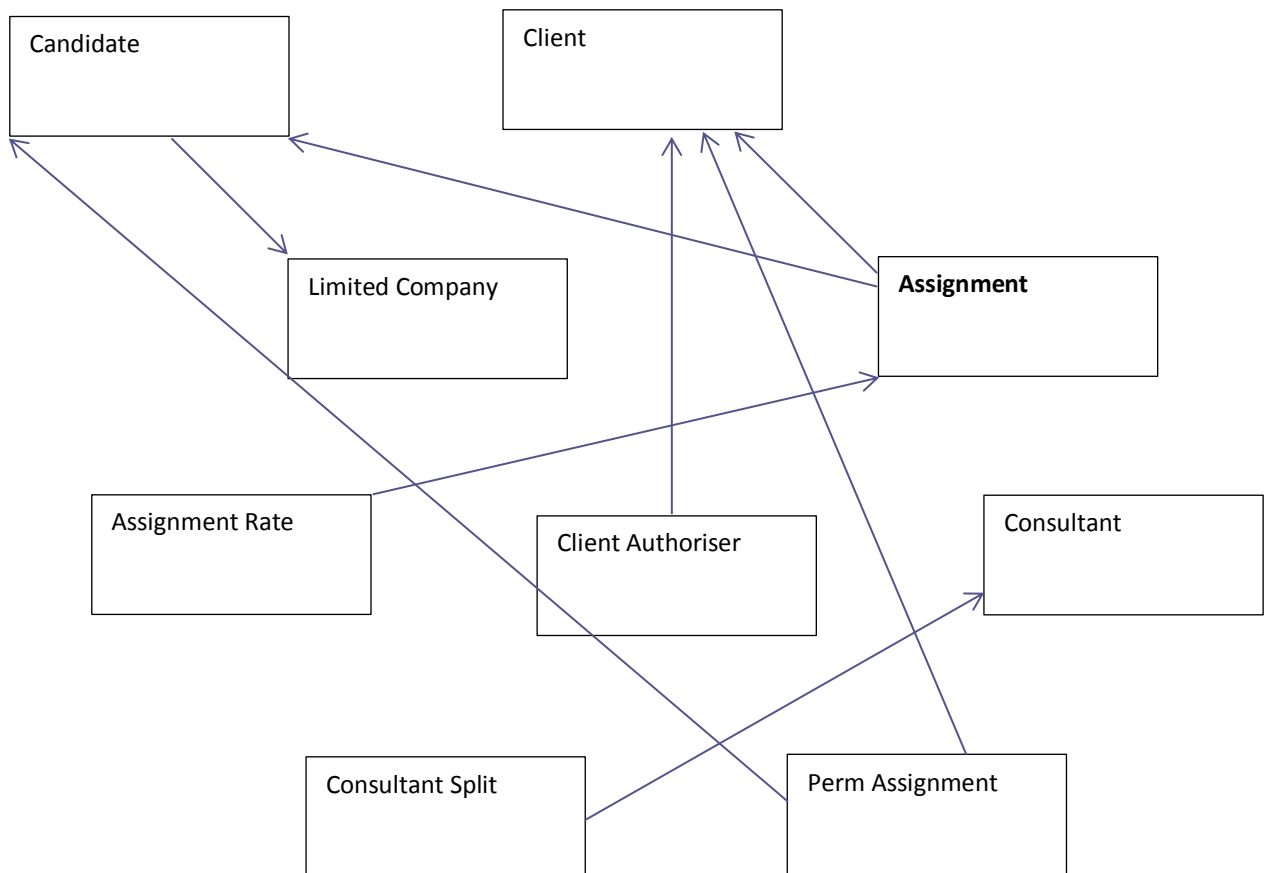 Candidate
Client
Limited Company
Assignment
Assignment Rate
Client Authoriser
Consultant
Consultant Split
Perm Assignment